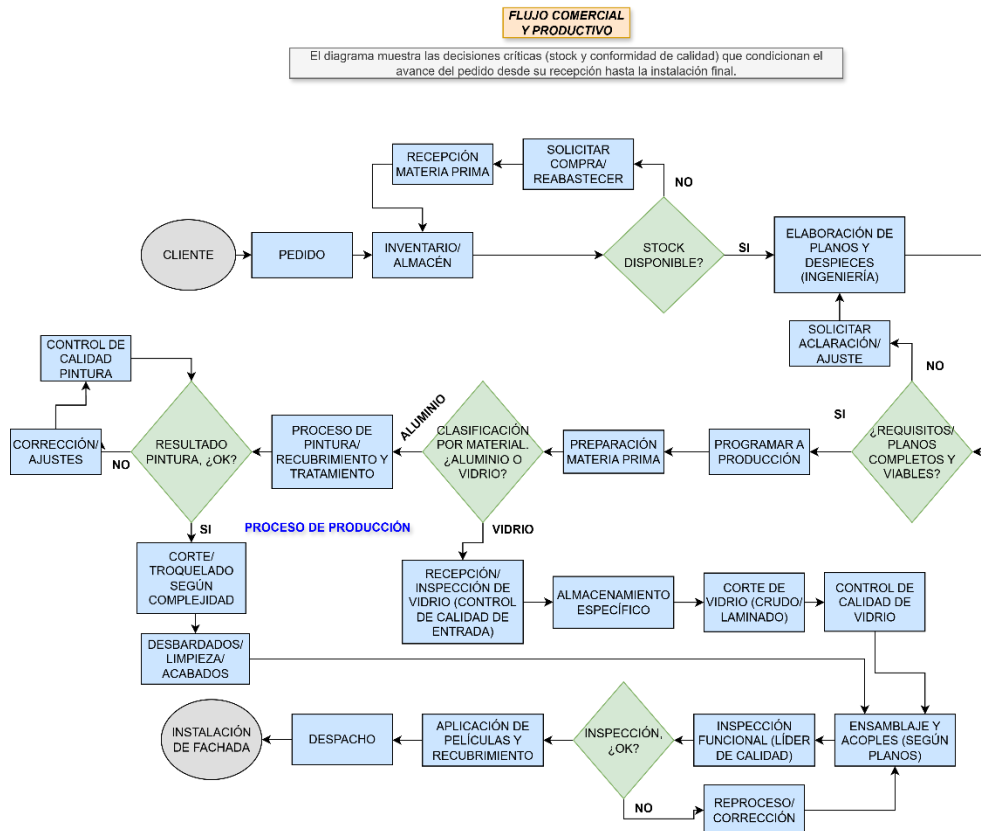 FLUJO COMERCIAL
Y PRODUCTIVO
El diagrama muestra las decisiones críticas (stock y conformidad de calidad) que condicionan el
avance del pedido desde su recepción hasta la instalación final.
CLIENTE
PEDIDO
INVENTARIO/
ALMACÉN
RECEPCIÓN
MATERIA PRIMA
SOLICITAR
COMPRA/
REABASTECER
NO
STOCK
DISPONIBLE?
SI
ELABORACIÓN DE
PLANOS Y
DESPIECES
(INGENIERÍA)
SOLICITAR
ACLARACIÓN/
AJUSTE
NO
¿REQUISITOS/
PLANOS
COMPLETOS Y
VIABLES?
SI
PROGRAMAR A
PRODUCCIÓN
PREPARACIÓN
MATERIA PRIMA
CLASIFICACIÓN
POR MATERIAL.
¿ALUMINIO O
VIDRIO?
ALUMINIO
PROCESO DE
PINTURA/
RECUBRIMIENTO Y
TRATAMIENTO
RESULTADO
PINTURA, ¿OK?
CONTROL DE
CALIDAD
PINTURA
CORRECCIÓN/
AJUSTES
NO
SI
PROCESO DE PRODUCCIÓN
VIDRIO
CORTE/
TROQUELADO
SEGÚN
COMPLEJIDAD
DESBARDADOS/
LIMPIEZA/
ACABADOS
RECEPCIÓN/
INSPECCIÓN DE
VIDRIO (CONTROL
DE CALIDAD DE
ENTRADA)
ALMACENAMIENTO
ESPECÍFICO
CORTE DE
VIDRIO (CRUDO/
LAMINADO)
CONTROL DE
CALIDAD DE
VIDRIO
ENSAMBLAJE Y
ACOPLES (SEGÚN
PLANOS)
INSPECCIÓN
FUNCIONAL (LÍDER
DE CALIDAD)
INSPECCIÓN,
¿OK?
NO
REPROCESO/
CORRECCIÓN
APLICACIÓN DE
PELÍCULAS Y
RECUBRIMIENTO
DESPACHO
INSTALACIÓN
DE FACHADA